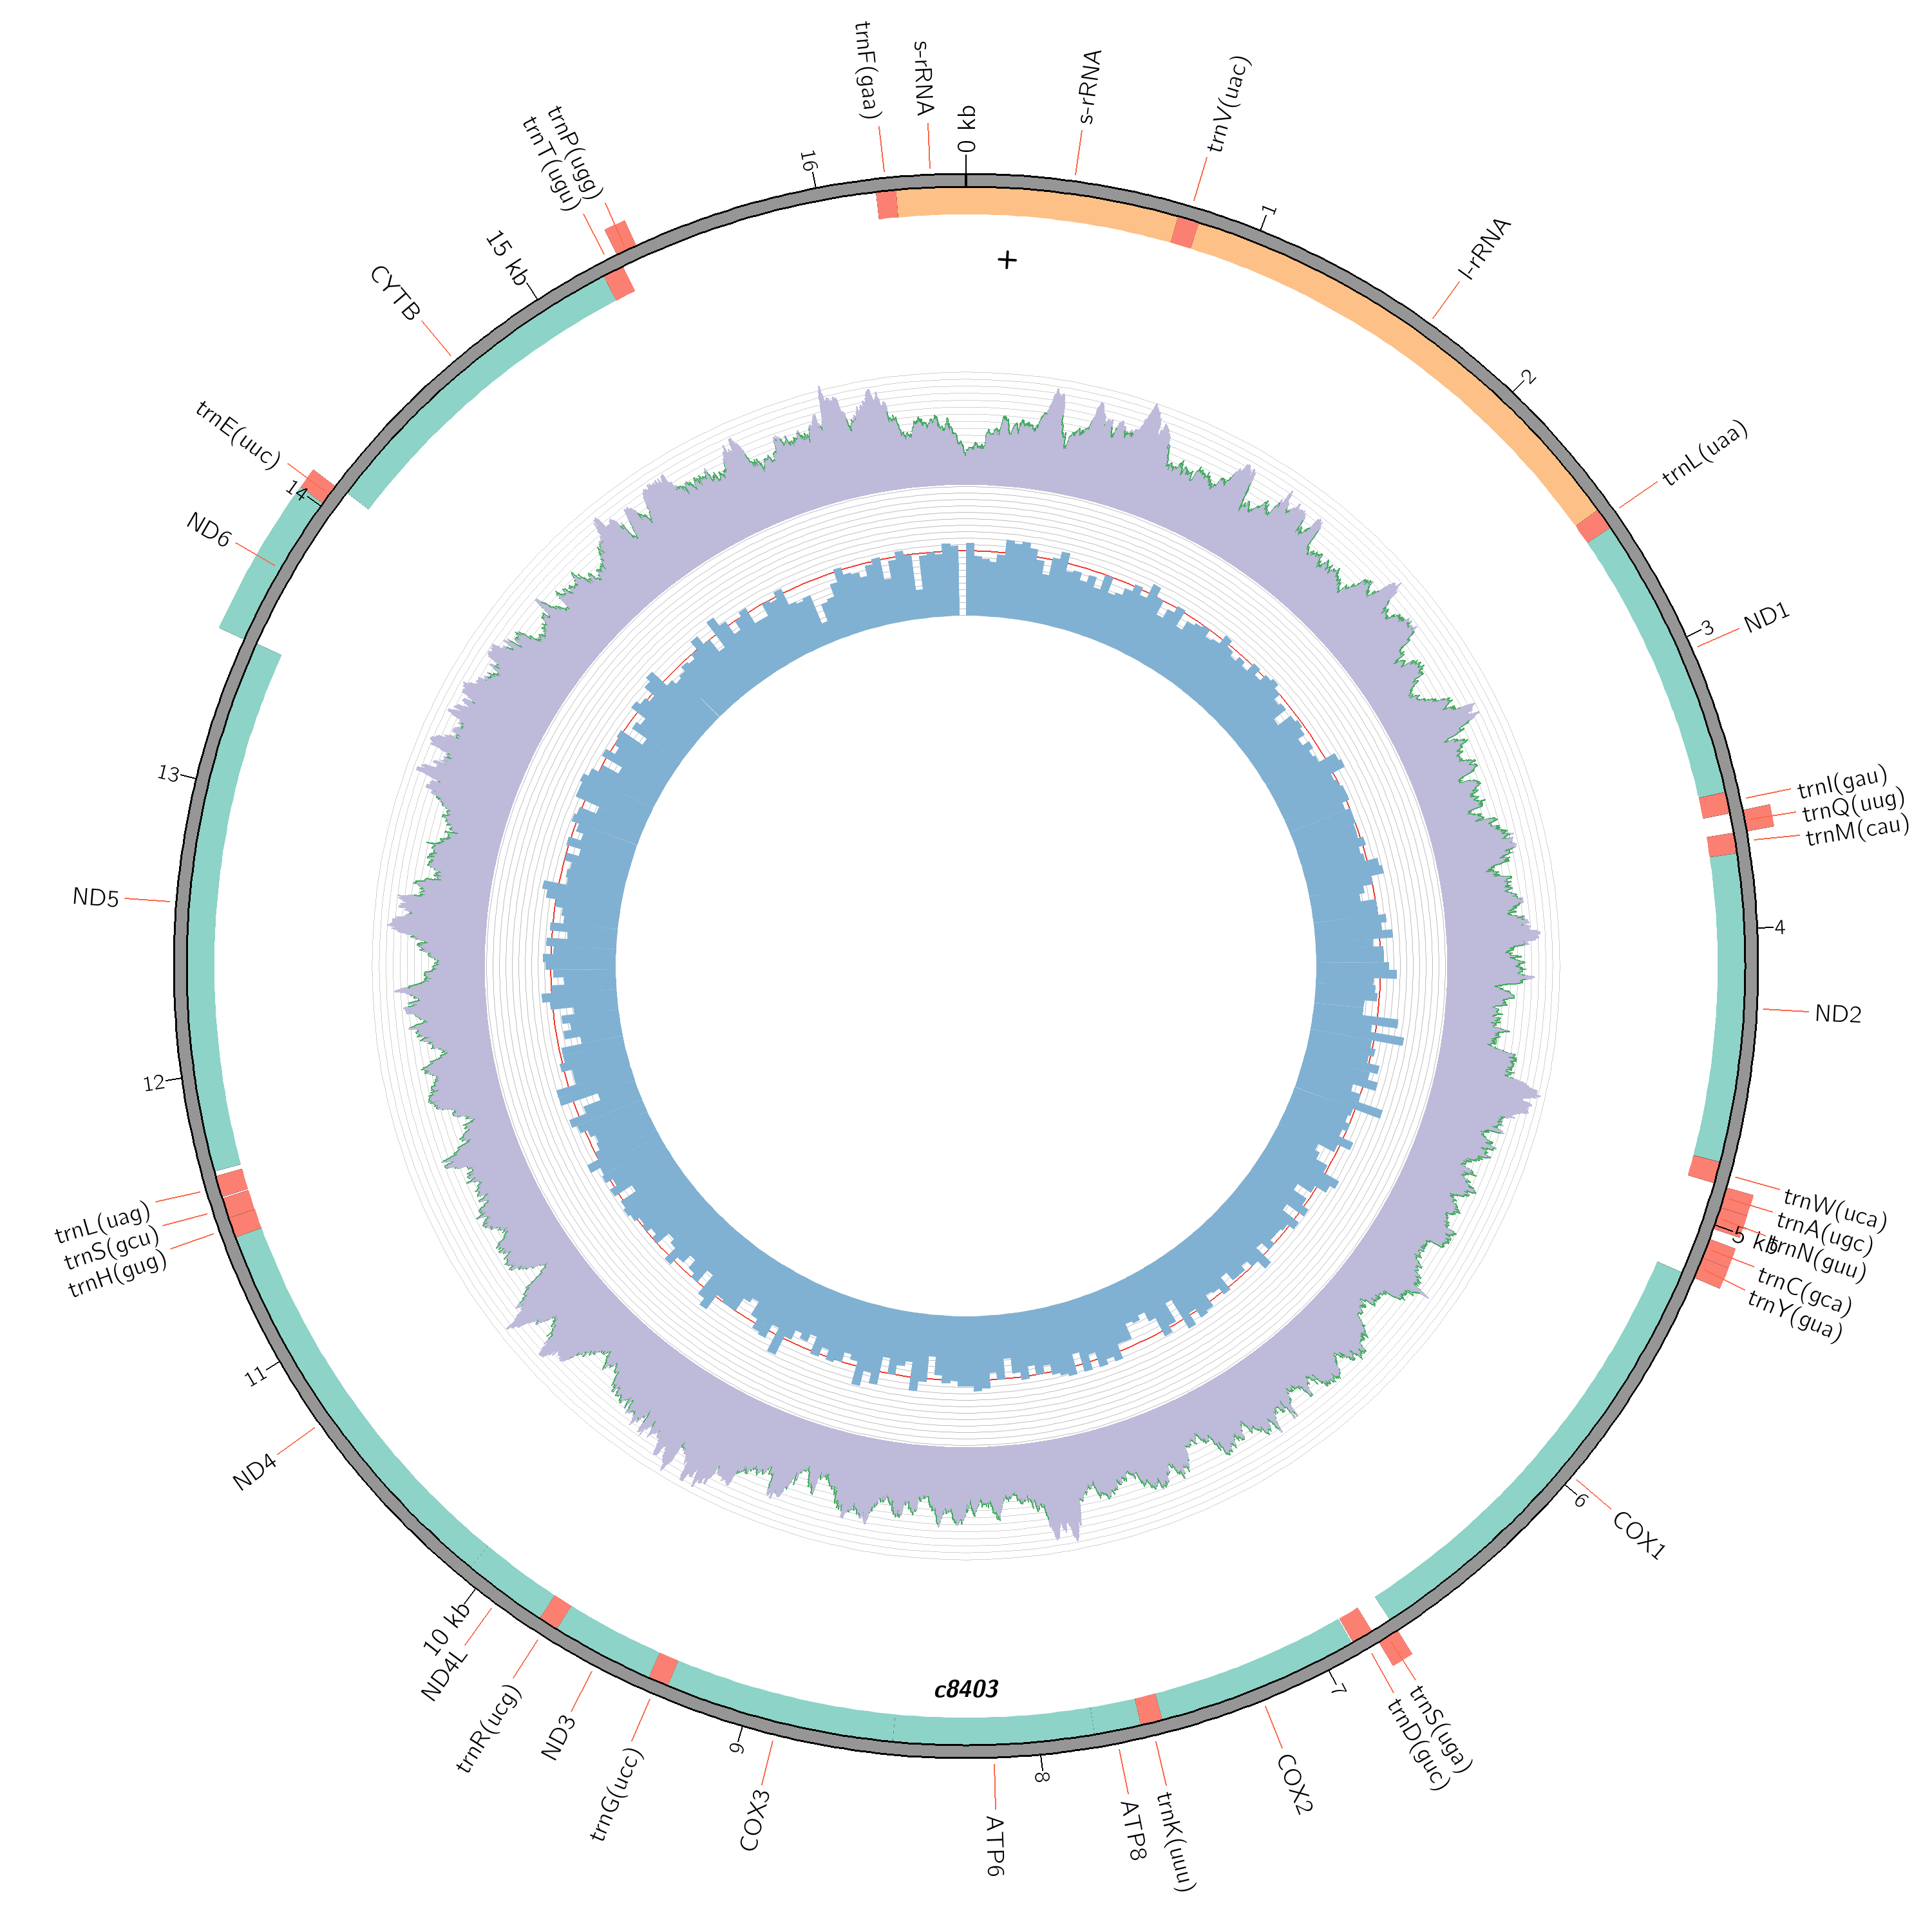 0 kb
s-rRNA
trnV(uac)
1
l-rRNA
2
trnL(uaa)
3
ND1
trnI(gau)
trnQ(uug)
trnM(cau)
4
ND2
trnW(uca)
trnA(ugc)
5 kb
trnN(guu)
trnC(gca)
trnY(gua)
6
COX1
trnS(uga)
trnD(guc)
7
COX2
trnK(uuu)
ATP8
8
ATP6
c8403
COX3
9
trnG(ucc)
ND3
trnR(ucg)
ND4L
10 kb
ND4
11
trnH(gug)
trnS(gcu)
trnL(uag)
12
ND5
13
ND6
14
trnE(uuc)
CYTB
15 kb
trnT(ugu)
trnP(ugg)
16
trnF(gaa)
s-rRNA
+